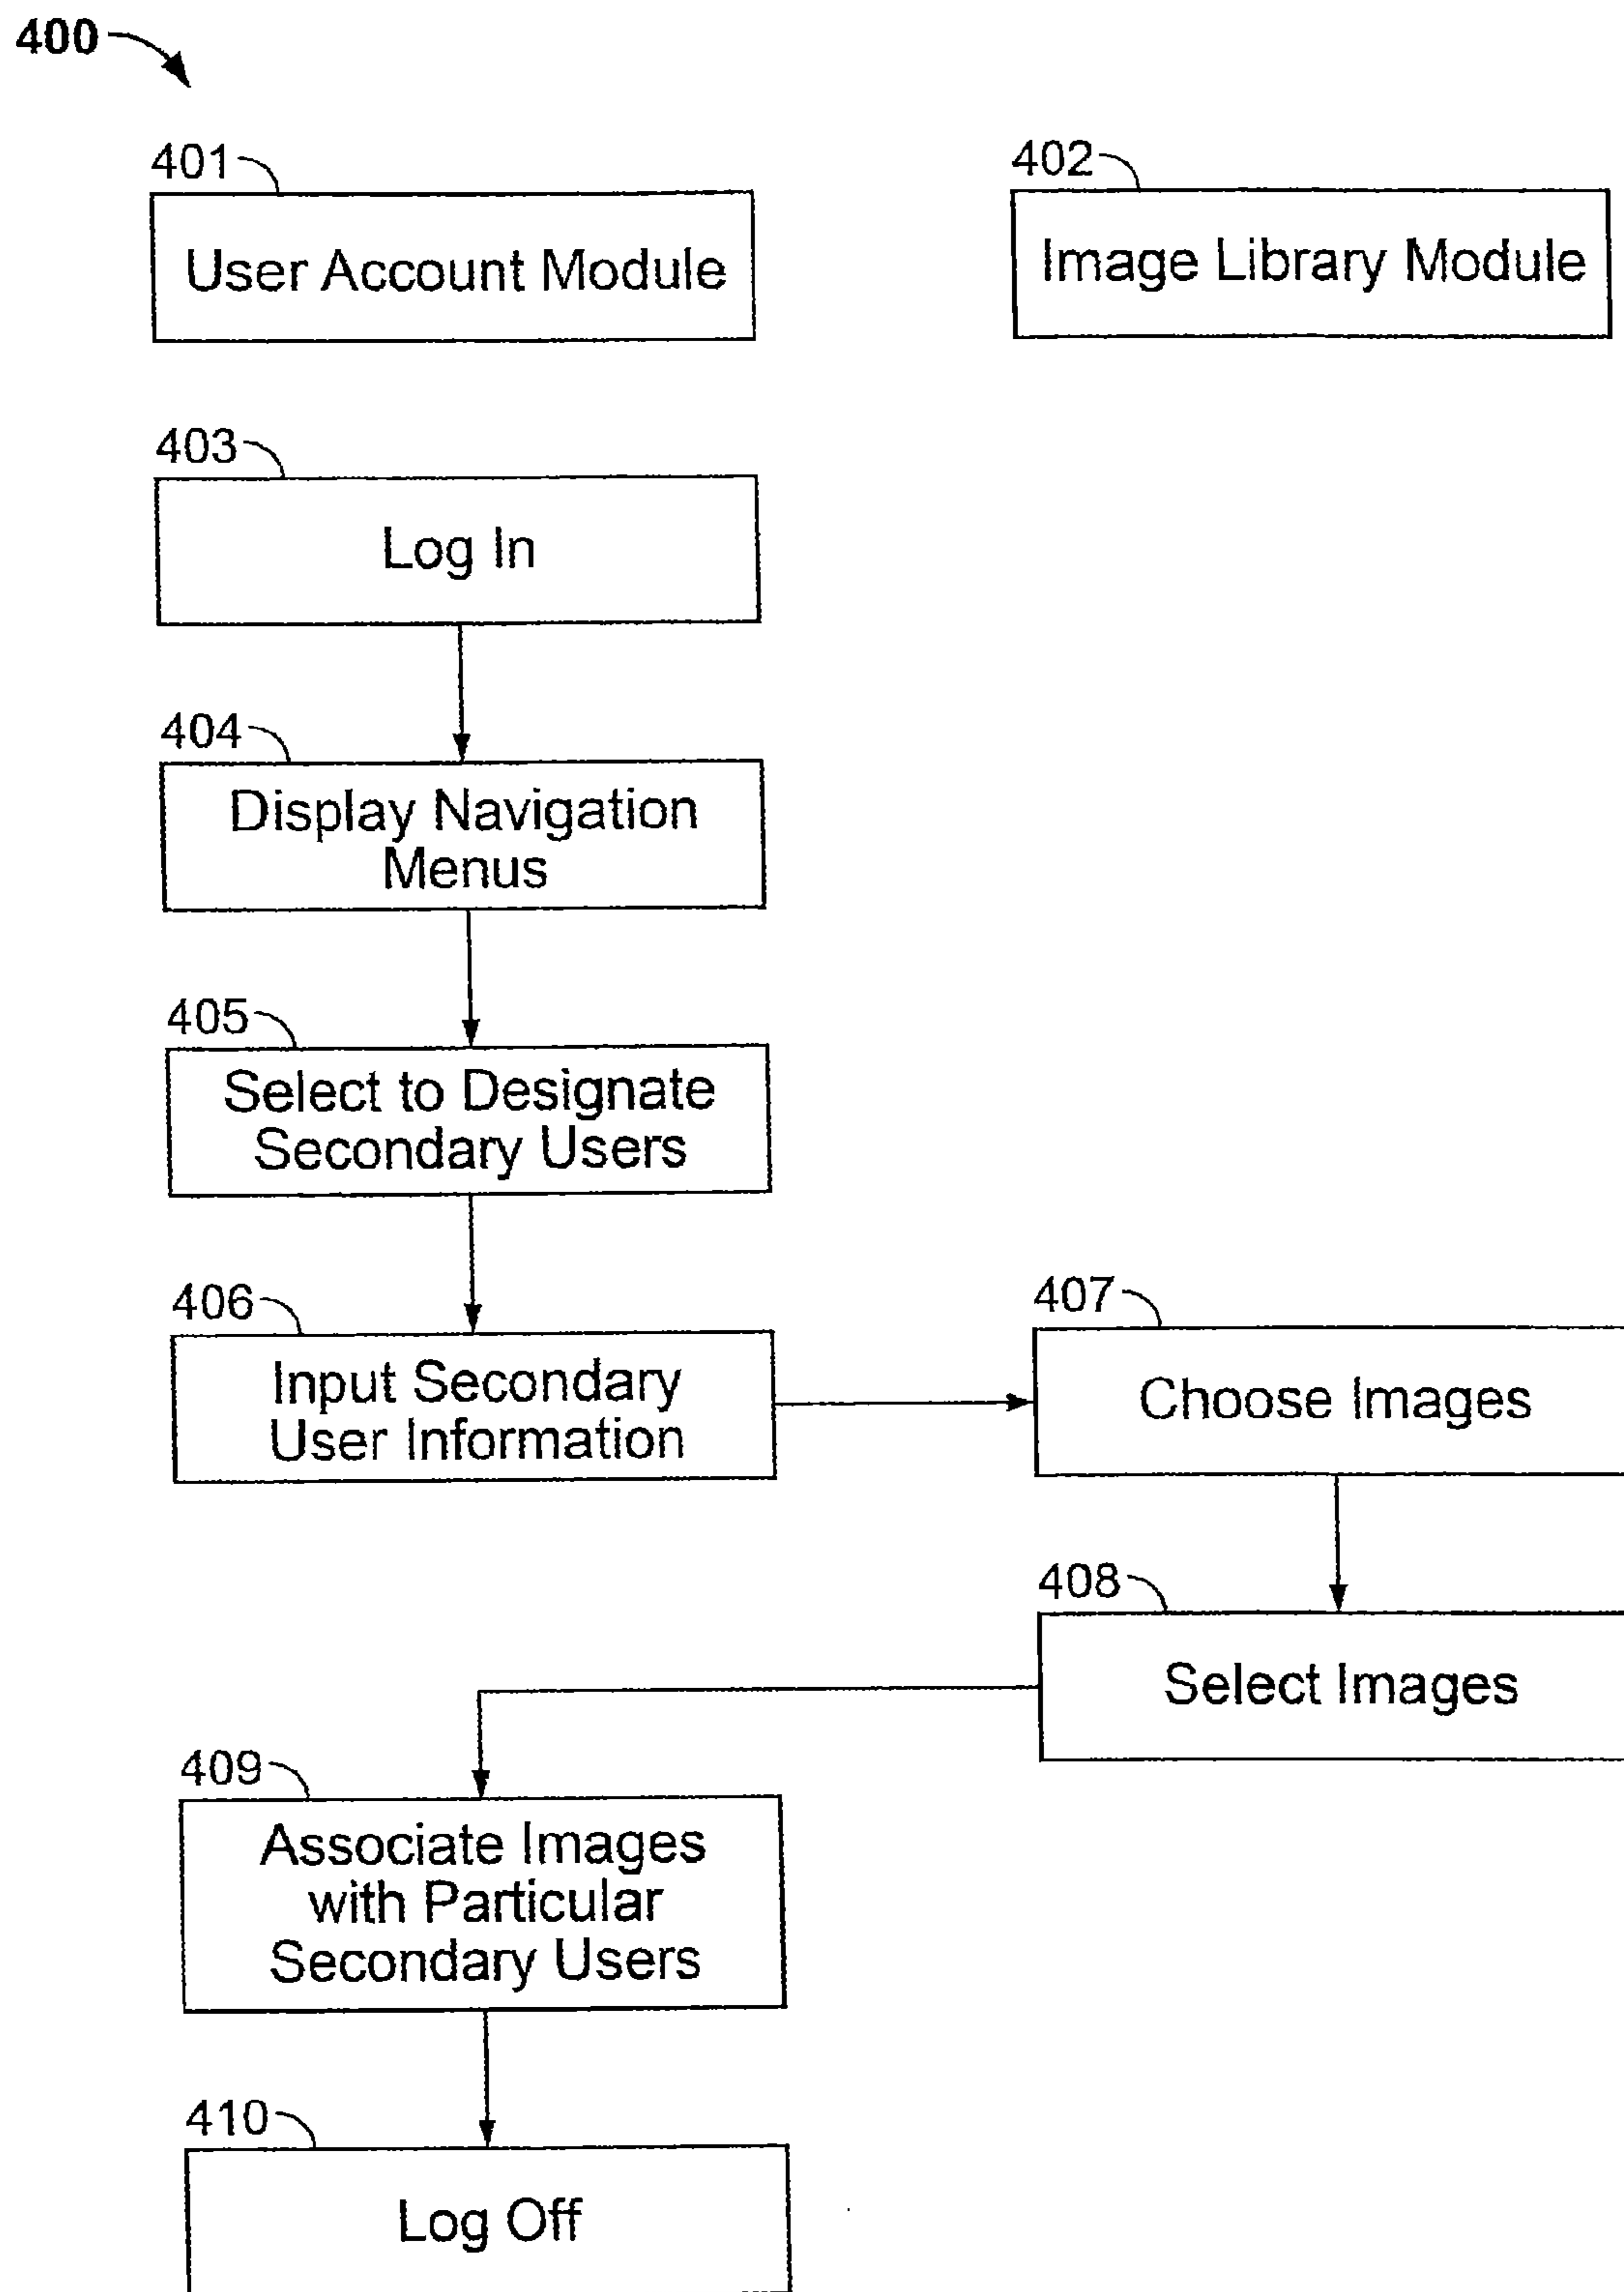 400
401
User Account Module
402
Image Library Module
403
Log In
404
Display Navigation
Menus
405
Select to Designate
Secondary Users
406
Input Secondary
User Information
407
Choose Images
408
Select Images
409
Associate Images
with Particular
Secondary Users
410
Log Off